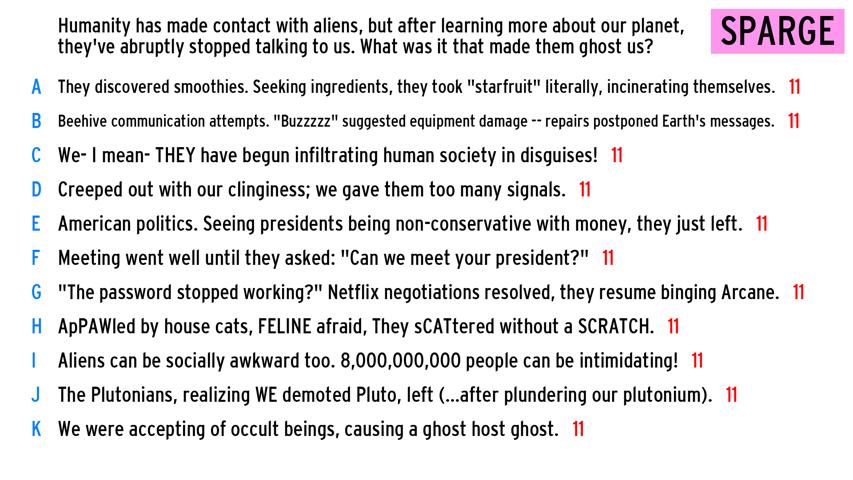 Humanity has made contact with aliens, but after learning more about our planet,
they've abruptly stopped talking to us. What was it that made them ghost us?
SPARGE
A They discovered smoothies. Seeking ingredients, they took "starfruit" literally, incinerating themselves. 11
B Beehive communication attempts. "Buzzzzz" suggested equipment damage -- repairs postponed Earth's messages. 11
C We- I mean- THEY have begun infiltrating human society in disguises! 11
D Creeped out with our clinginess; we gave them too many signals. 11
E American politics. Seeing presidents being non-conservative with money, they just left. 11
F Meeting went well until they asked: "Can we meet your president?" 11
G "The password stopped working?" Netflix negotiations resolved, they resume binging Arcane. 11
H ApPAWled by house cats, FELINE afraid, They sCATtered without a SCRATCH. 11
I Aliens can be socially awkward too. 8,000,000,000 people can be intimidating! 11
J The Plutonians, realizing WE demoted Pluto, left (...after plundering our plutonium). 11
K We were accepting of occult beings, causing a ghost host ghost. 11